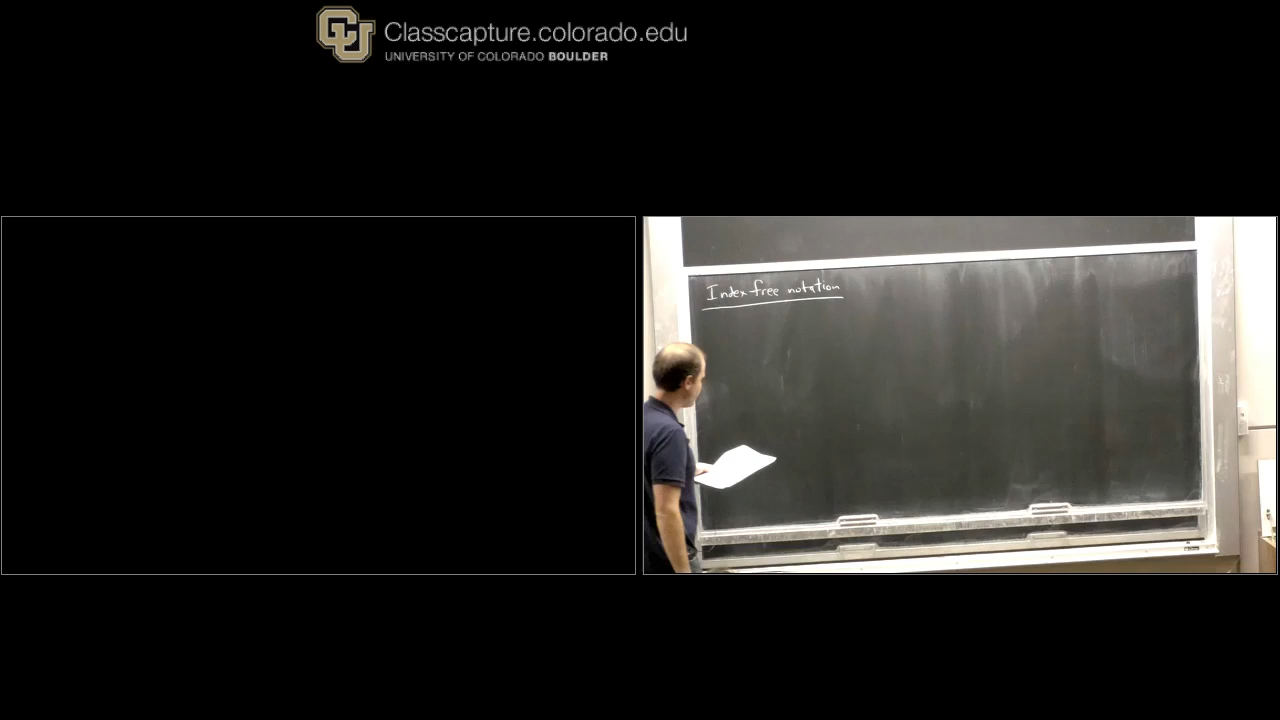 Classcapture.colorado.edu
UNIVERSITY OF COLORADO BOULDER
Index free notation